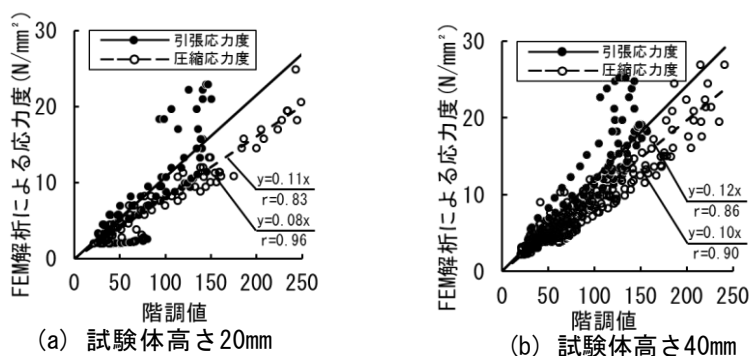 FEM解析による応力度(N/mm²)
30
20
10
0
引張応力度
圧縮応力度
y=0.11x
r=0.83
y=0.08x
r=0.96
0 50 100 150 200 250
階調値
(a) 試験体高さ20mm
FEM解析による応力度(N/mm²)
30
20
10
0
引張応力度
圧縮応力度
y=0.12x
r=0.86
y=0.10x
r=0.90
0 50 100 150 200 250
階調値
(b) 試験体高さ40mm